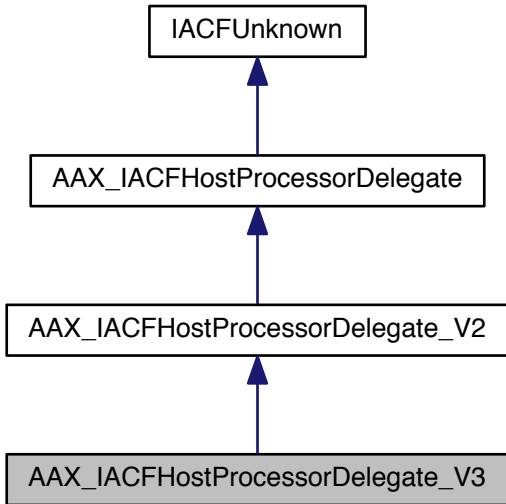 IACFUnknown
AAX_IACFHostProcessorDelegate
AAX_IACFHostProcessorDelegate_V2
AAX_IACFHostProcessorDelegate_V3